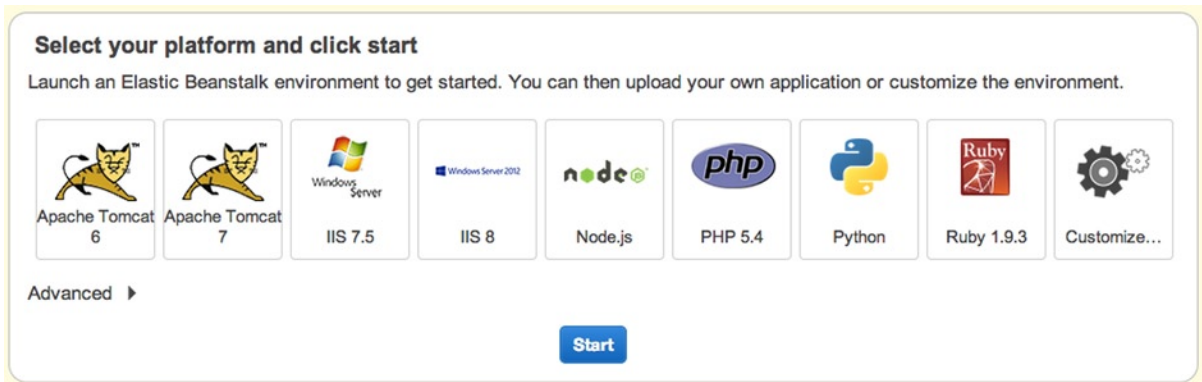 Select your platform and click start
Launch an Elastic Beanstalk environment to get started. You can then upload your own application or customize the environment.
TM
TM
Windows Server
Windows Server 2012
node
php
Ruby
Apache Tomcat 6
Apache Tomcat 7
IIS 7.5
IIS 8
Node.js
PHP 5.4
Python
Ruby 1.9.3
Customize...
Advanced
Start